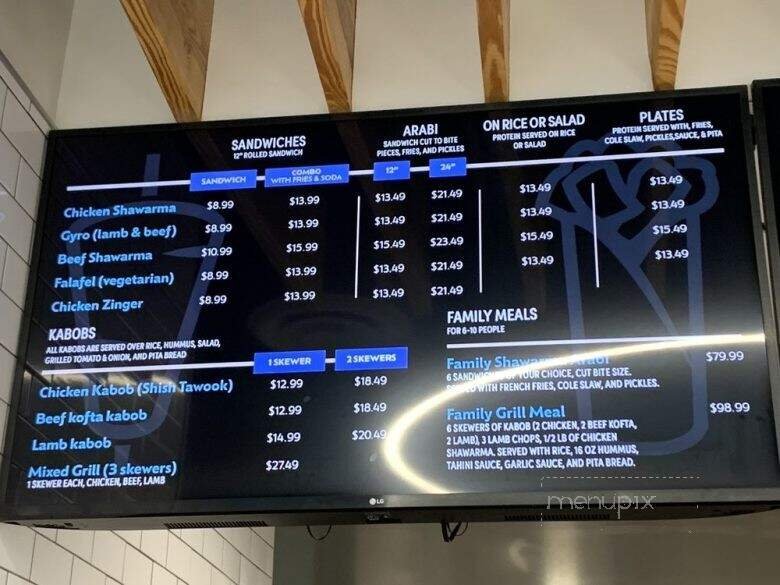 SANDWICHES
12" ROLLED SANDWICH
ARABI
SANDWICH CUT TO BITE
PIECES, FRIES, AND PICKLES
ON RICE OR SALAD
PROTEIN SERVED ON RICE
OR SALAD
PLATES
PROTEIN SERVED WITH, FRIES,
COLE SLAW, PICKLES,SAUCE, & PITA
SANDWICH COMBO WITH FRIES & SODA 12" 24"
Chicken Shawarma $8.99 $13.99 $13.49 $21.49 $13.49 $13.49
Gyro (lamb & beef) $8.99 $13.99 $13.49 $21.49 $13.49 $13.49
Beef Shawarma $10.99 $15.99 $15.49 $23.49 $15.49 $15.49
Falafel (vegetarian) $8.99 $13.99 $13.49 $21.49 $13.49 $13.49
Chicken Zinger $8.99 $13.99 $13.49 $21.49
KABOBS
ALL KABOBS ARE SERVED OVER RICE, HUMMUS, SALAD,
GRILLED TOMATO & ONION, AND PITA BREAD
1 SKEWER 2 SKEWERS
Chicken Kabob (Shish Tawook) $12.99 $18.49
Beef kofta kabob $12.99 $18.49
Lamb kabob $14.99 $20.49
Mixed Grill (3 skewers) $27.49
1 SKEWER EACH, CHICKEN, BEEF, LAMB
FAMILY MEALS
FOR 6-10 PEOPLE
Family Arabi $79.99
6 OF YOUR CHOICE, CUT BITE SIZE.
WITH FRENCH FRIES, COLE SLAW, AND PICKLES.
Family Grill Meal $98.99
6 SKEWERS OF KABOB (2 CHICKEN, 2 BEEF KOFTA,
2 LAMB), 3 LAMB CHOPS, 1/2 LB OF CHICKEN
SHAWARMA. SERVED WITH RICE, 16 OZ HUMMUS,
TAHINI SAUCE, GARLIC SAUCE, AND PITA BREAD.
LG
menupix